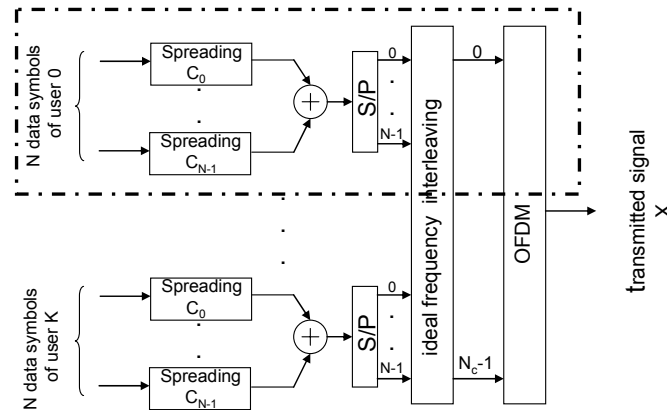 N data symbols
of user 0
Spreading
C0
.
.
Spreading
CN-1
+
S/P
0
.
.
N-1
ideal frequency interleaving
0
OFDM
transmitted signal
X
.
.
.
N data symbols
of user K
Spreading
C0
.
.
Spreading
CN-1
+
S/P
0
.
.
N-1
Nc-1